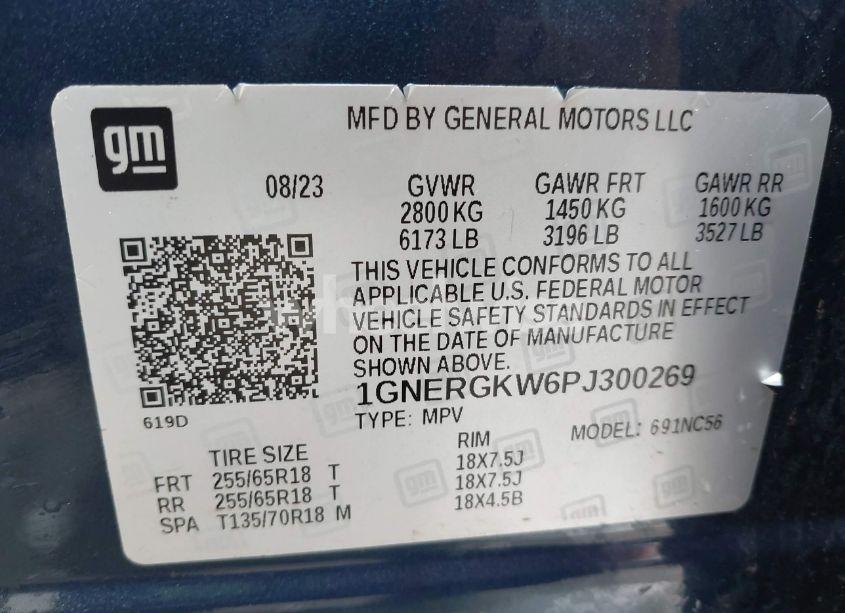 gm
MFD BY GENERAL MOTORS LLC
08/23 GVWR GAWR FRT GAWR RR
2800 KG 1450 KG 1600 KG
6173 LB 3196 LB 3527 LB
THIS VEHICLE CONFORMS TO ALL
APPLICABLE U.S. FEDERAL MOTOR
VEHICLE SAFETY STANDARDS IN EFFECT
ON THE DATE OF MANUFACTURE
SHOWN ABOVE.
1GNERGKW6PJ300269
619D
TYPE: MPV MODEL: 691NC56
TIRE SIZE RIM
FRT 255/65R18 T 18X7.5J
RR 255/65R18 T 18X7.5J
SPA T135/70R18 M 18X4.5B